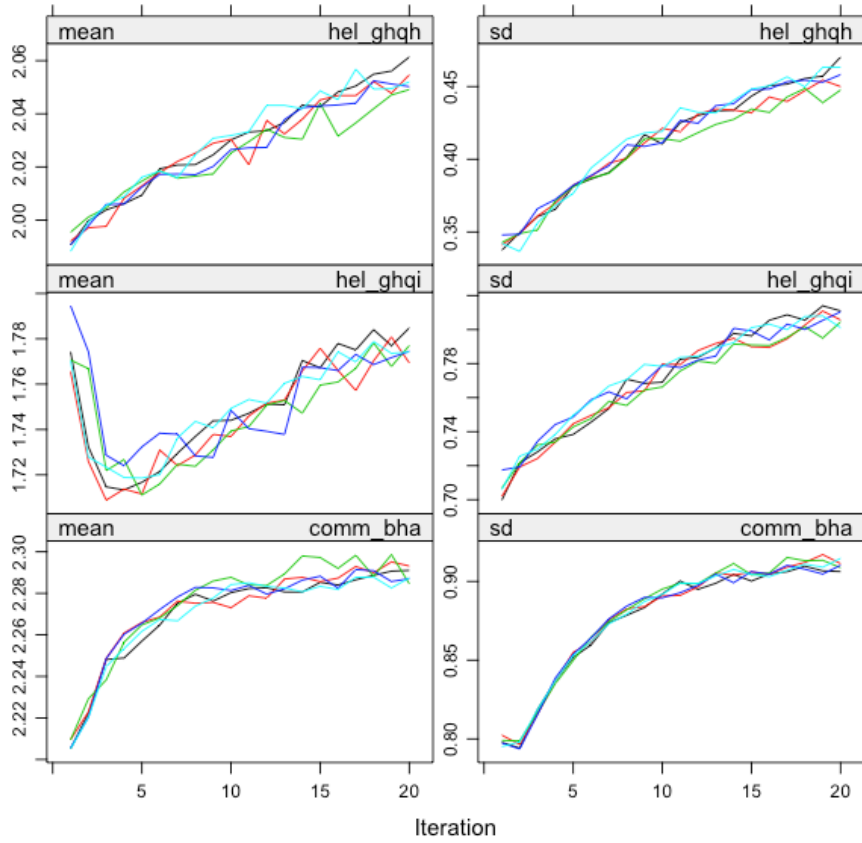 mean hel_ghqh sd hel_ghqh
2.00 2.02 2.04 2.06
0.35 0.40 0.45
mean hel_ghqi sd hel_ghqi
1.72 1.74 1.76 1.78
0.70 0.74 0.78
mean comm_bha sd comm_bha
2.22 2.24 2.26 2.28 2.30
0.80 0.85 0.90
5 10 15 20 5 10 15 20
Iteration